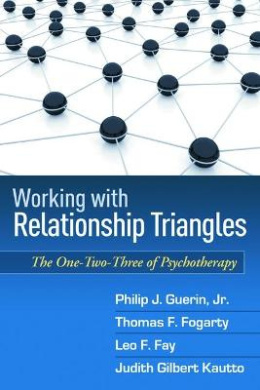 Working with
Relationship Triangles
The One-Two-Three of Psychotherapy
Philip J. Guerin, Jr.
Thomas F. Fogarty
Leo F. Fay
Judith Gilbert Kautto